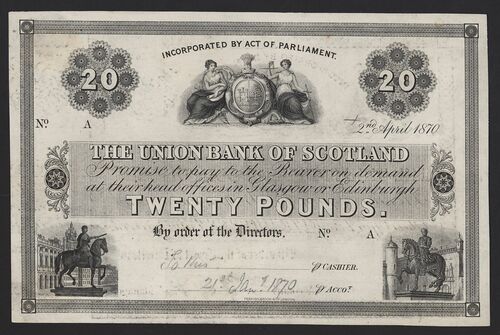 INCORPORATED BY ACT OF PARLIAMENT.
20 20
No A
2nd April 1870
THE UNION BANK OF SCOTLAND
Promise to pay to the Bearer on demand
at their head offices in Glasgow or Edinburgh
TWENTY POUNDS.
By order of the Directors. No A
p CASHIER.
21st Jany 1870 p ACCOT.